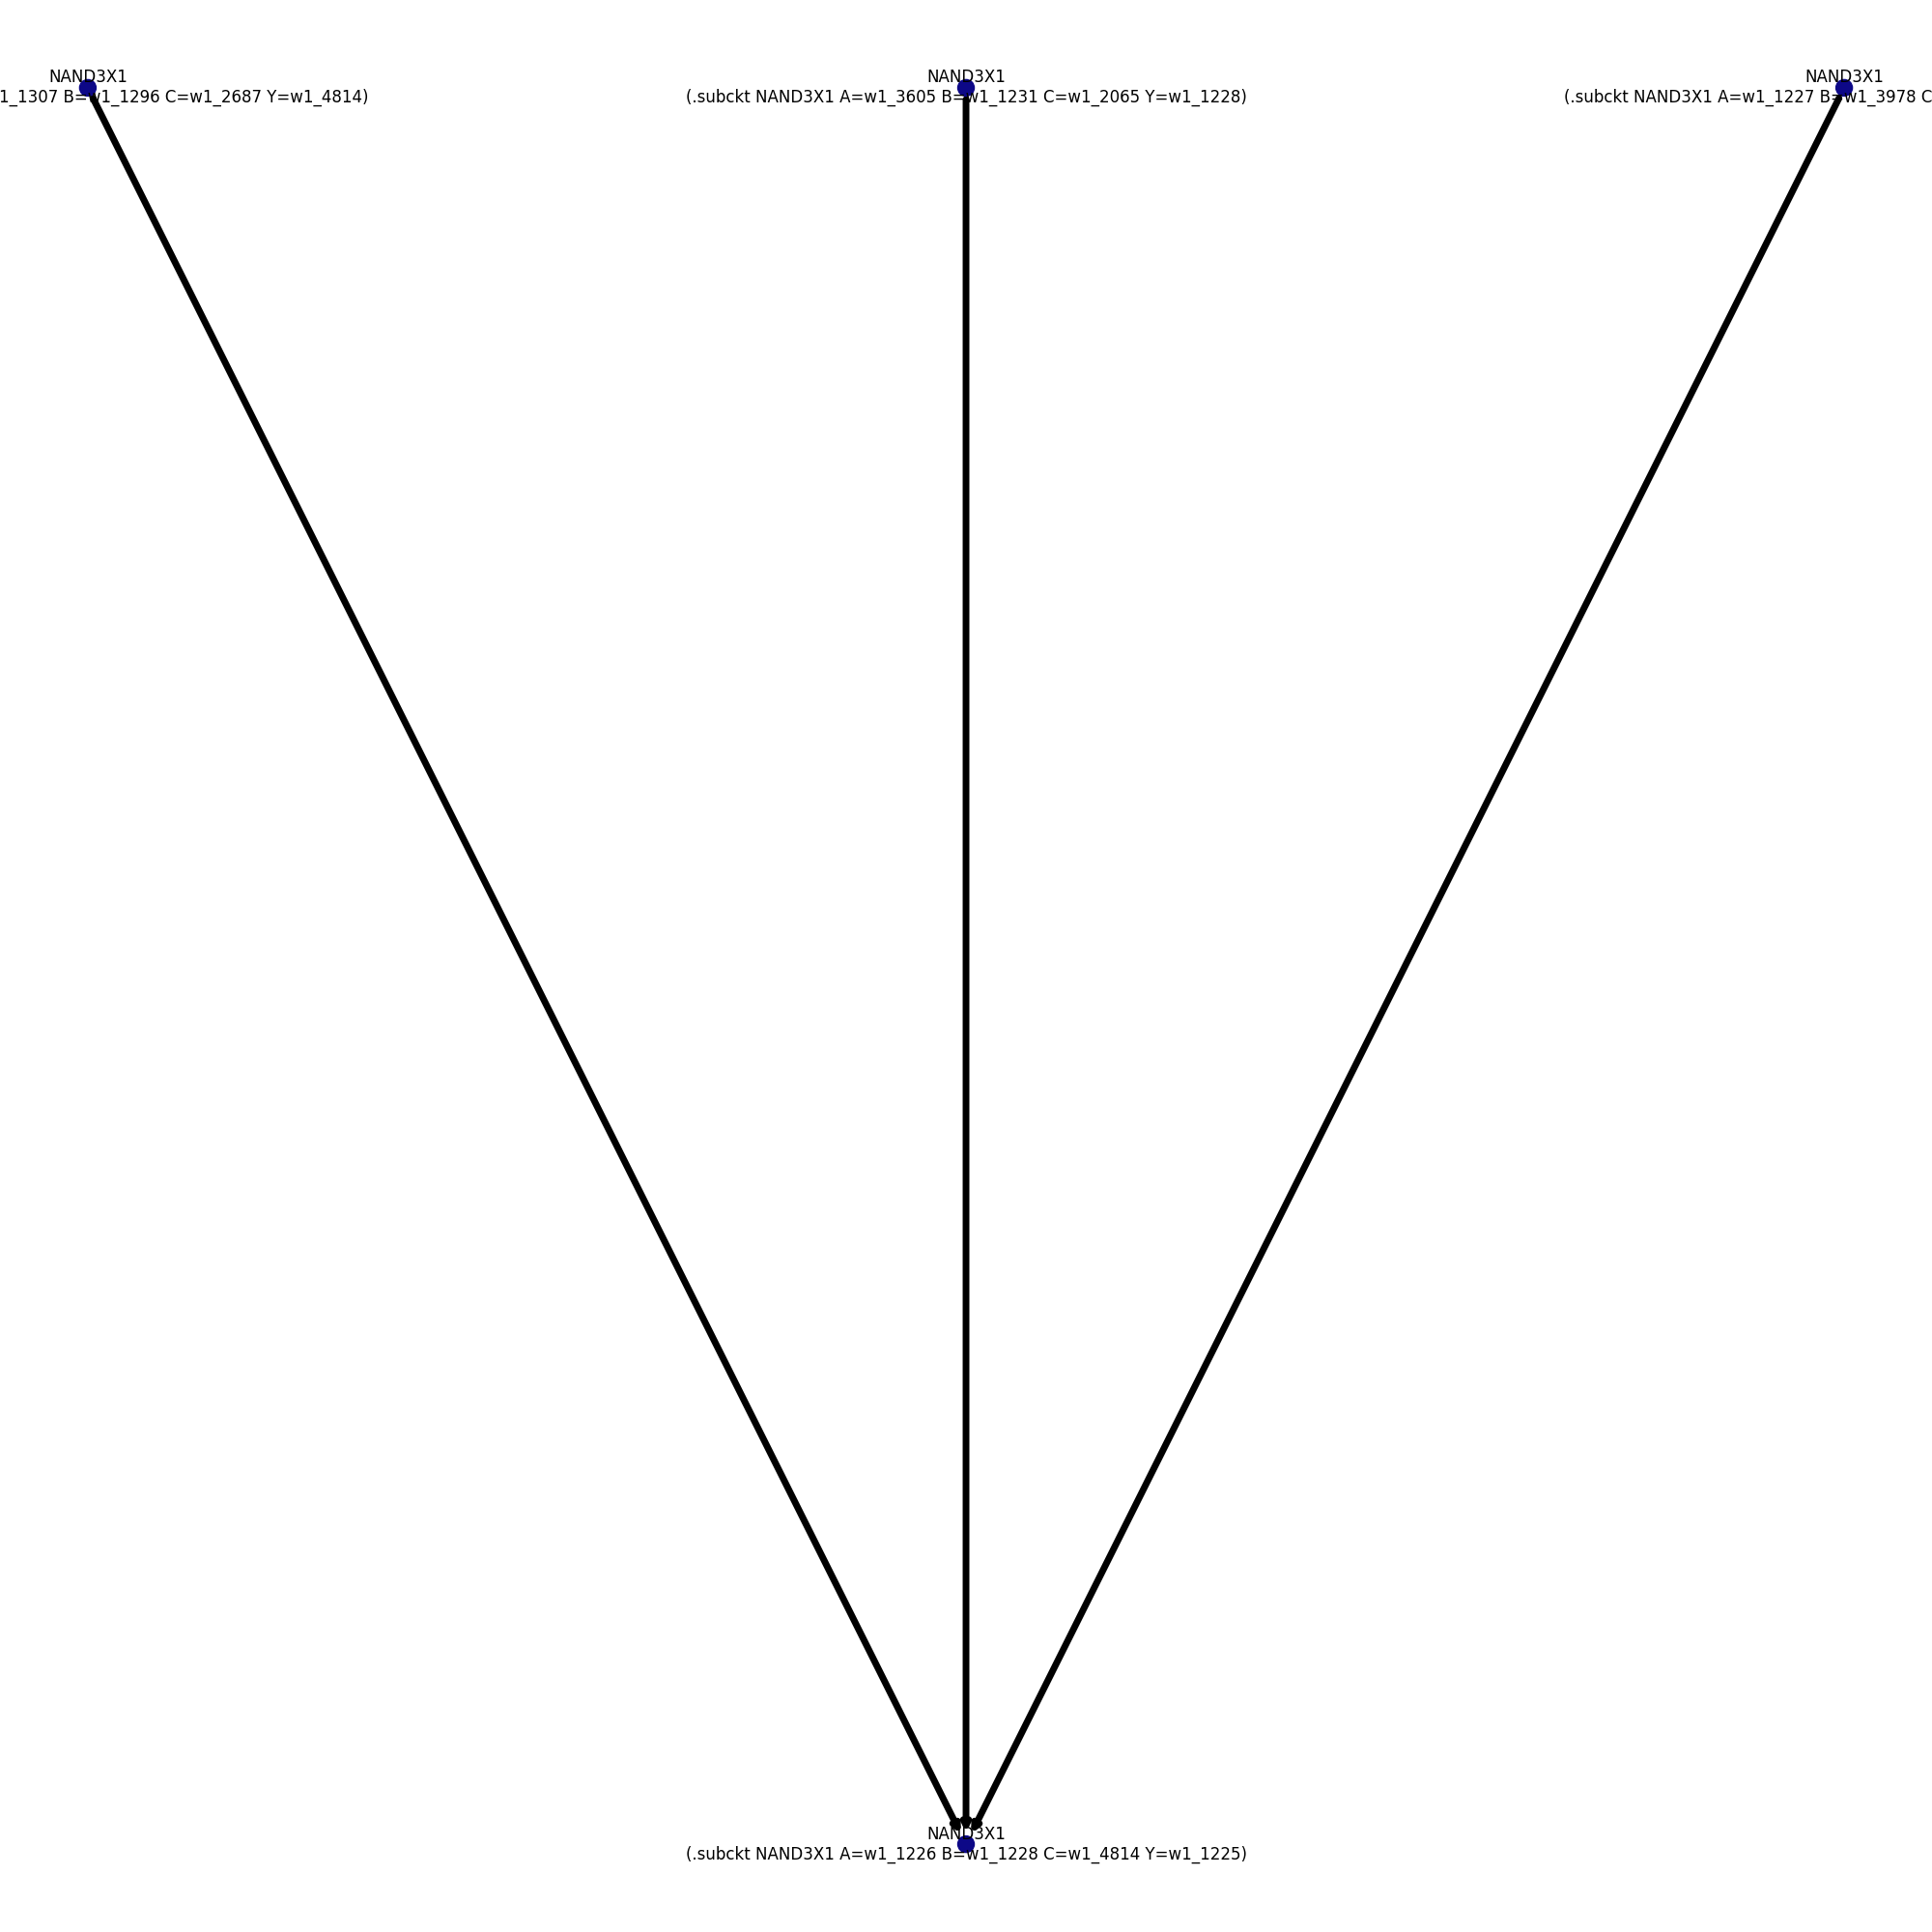 NAND3X1
1_1307 B=w1_1296 C=w1_2687 Y=w1_4814)
NAND3X1
(.subckt NAND3X1 A=w1_3605 B=w1_1231 C=w1_2065 Y=w1_1228)
NAND3X1
(.subckt NAND3X1 A=w1_1227 B=w1_3978 C
NAND3X1
(.subckt NAND3X1 A=w1_1226 B=w1_1228 C=w1_4814 Y=w1_1225)